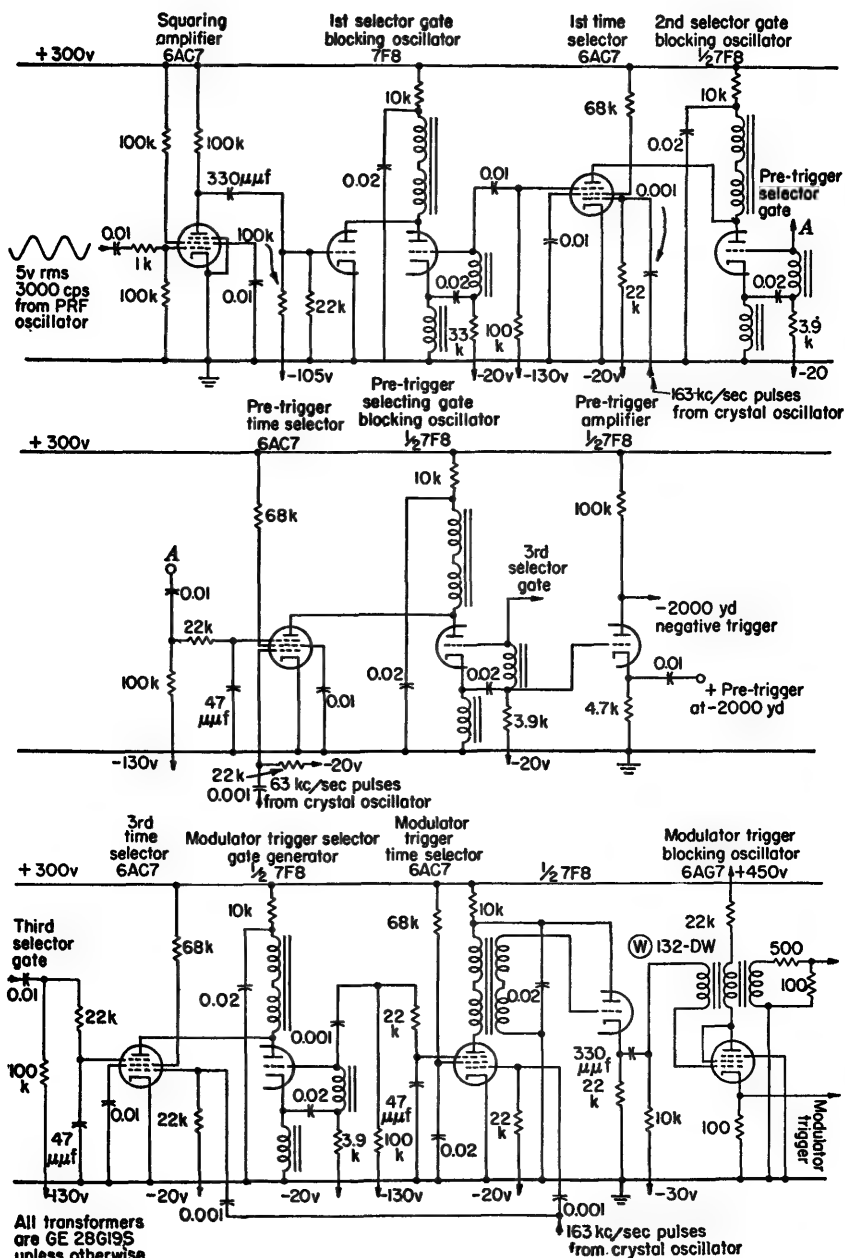 Squaring
amplifier
6AC7
1st selector gate
blocking oscillator
7F8
1st time
selector
6AC7
2nd selector gate
blocking oscillator
½7F8
+300v
10k
68k
10k
100k
100k
0.02
0.01
0.02
330μμf
0.001
Pre-trigger
selector
gate
A
0.01
1k
100k
0.01
0.02
5v rms
3000 cps
from PRF
oscillator
100k
0.01
22k
0.02
33
k
100
k
22
k
3.9
k
-105v
-20v
-130v
-20v
-20
163 kc/sec pulses
from crystal oscillator
Pre-trigger
time selector
6AC7
Pre-trigger
selecting gate
blocking oscillator
½7F8
Pre-trigger
amplifier
½7F8
+300v
10k
68k
100k
A
0.01
3rd
selector
gate
-2000 yd
negative trigger
22k
100k
0.02
0.02
0.01
+ Pre-trigger
at-2000 yd
47
μμf
0.01
3.9k
4.7k
-130v
-20v
-20v
22k
0.001
63 kc/sec pulses
from crystal oscillator
3rd
time
selector
6AC7
Modulator trigger selector
gate generator
½ 7F8
Modulator
trigger
time selector
6AC7
½ 7F8
Modulator trigger
blocking oscillator
6AG7
+450v
+300v
10k
10k
22k
Third
selector
gate
0.01
68k
68k
W 132-DW
500
100
0.02
0.001
0.02
22k
22
k
100
k
330
μμf
22
k
0.01
0.02
47
μμf
47
μμf
100
k
22k
3.9
k
0.02
22
k
10k
100
Modulator
trigger
-130v
-20v
-20v
-130v
-20v
-30v
0.001
0.001
All transformers
are GE 28G195
unless otherwise
163 kc/sec pulses
from crystal oscillator